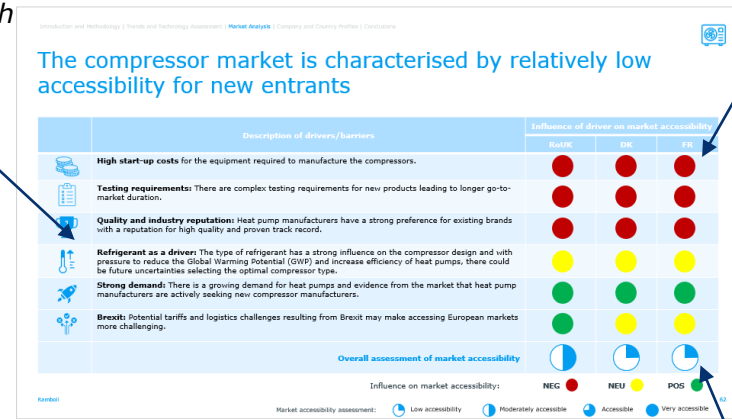 h
Introduction and Methodology | Trends and Technology Assessment | Market Analysis | Company and Country Profiles | Conclusions
The compressor market is characterised by relatively low
accessibility for new entrants
Description of drivers/barriers
Influence of driver on market accessibility
RoUK DK FR
High start-up costs for the equipment required to manufacture the compressors.
Testing requirements: There are complex testing requirements for new products leading to longer go-to-
market duration.
Quality and industry reputation: Heat pump manufacturers have a strong preference for existing brands
with a reputation for high quality and proven track record.
Refrigerant as a driver: The type of refrigerant has a strong influence on the compressor design and with
pressure to reduce the Global Warming Potential (GWP) and increase efficiency of heat pumps, there could
be future uncertainties selecting the optimal compressor type.
Strong demand: There is a growing demand for heat pumps and evidence from the market that heat pump
manufacturers are actively seeking new compressor manufacturers.
Brexit: Potential tariffs and logistics challenges resulting from Brexit may make accessing European markets
more challenging.
Overall assessment of market accessibility
Influence on market accessibility: NEG NEU POS
Ramboll
62
Market accessibility assessment: Low accessibility Moderately accessible Accessible Very accessible